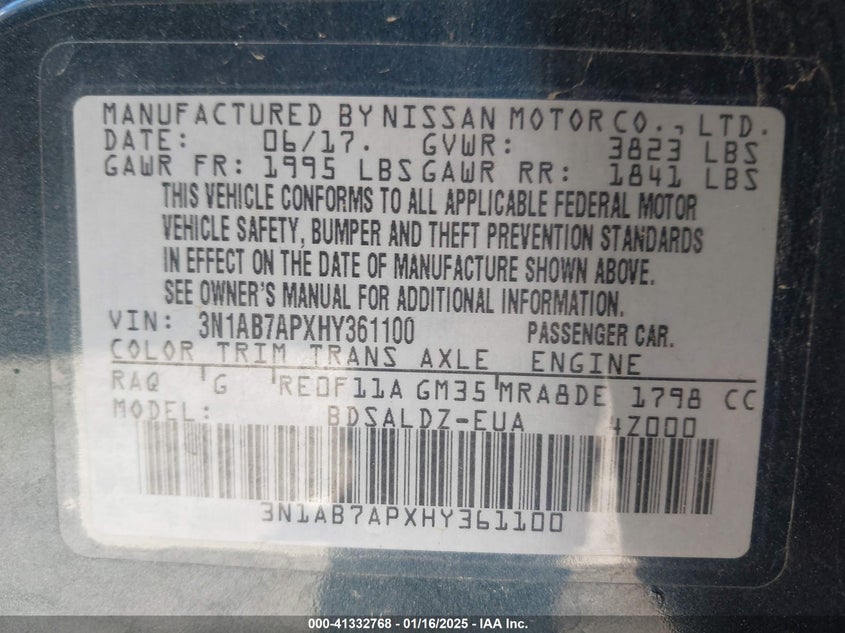 MANUFACTURED BY NISSAN MOTOR CO., LTD.
DATE: 06/17. GVWR: 3823 LBS
GAWR FR: 1995 LBS GAWR RR: 1841 LBS
THIS VEHICLE CONFORMS TO ALL APPLICABLE FEDERAL MOTOR
VEHICLE SAFETY, BUMPER AND THEFT PREVENTION STANDARDS
IN EFFECT ON THE DATE OF MANUFACTURE SHOWN ABOVE.
SEE OWNER'S MANUAL FOR ADDITIONAL INFORMATION.
VIN: 3N1AB7APXHY361100 PASSENGER CAR.
COLOR TRIM TRANS AXLE ENGINE
RAQ G RE0F11A GM35 MRA8DE 1798 CC
MODEL: BDSALDZ-EUA 4Z000
3N1AB7APXHY361100
000-41332768 - 01/16/2025 - IAA Inc.